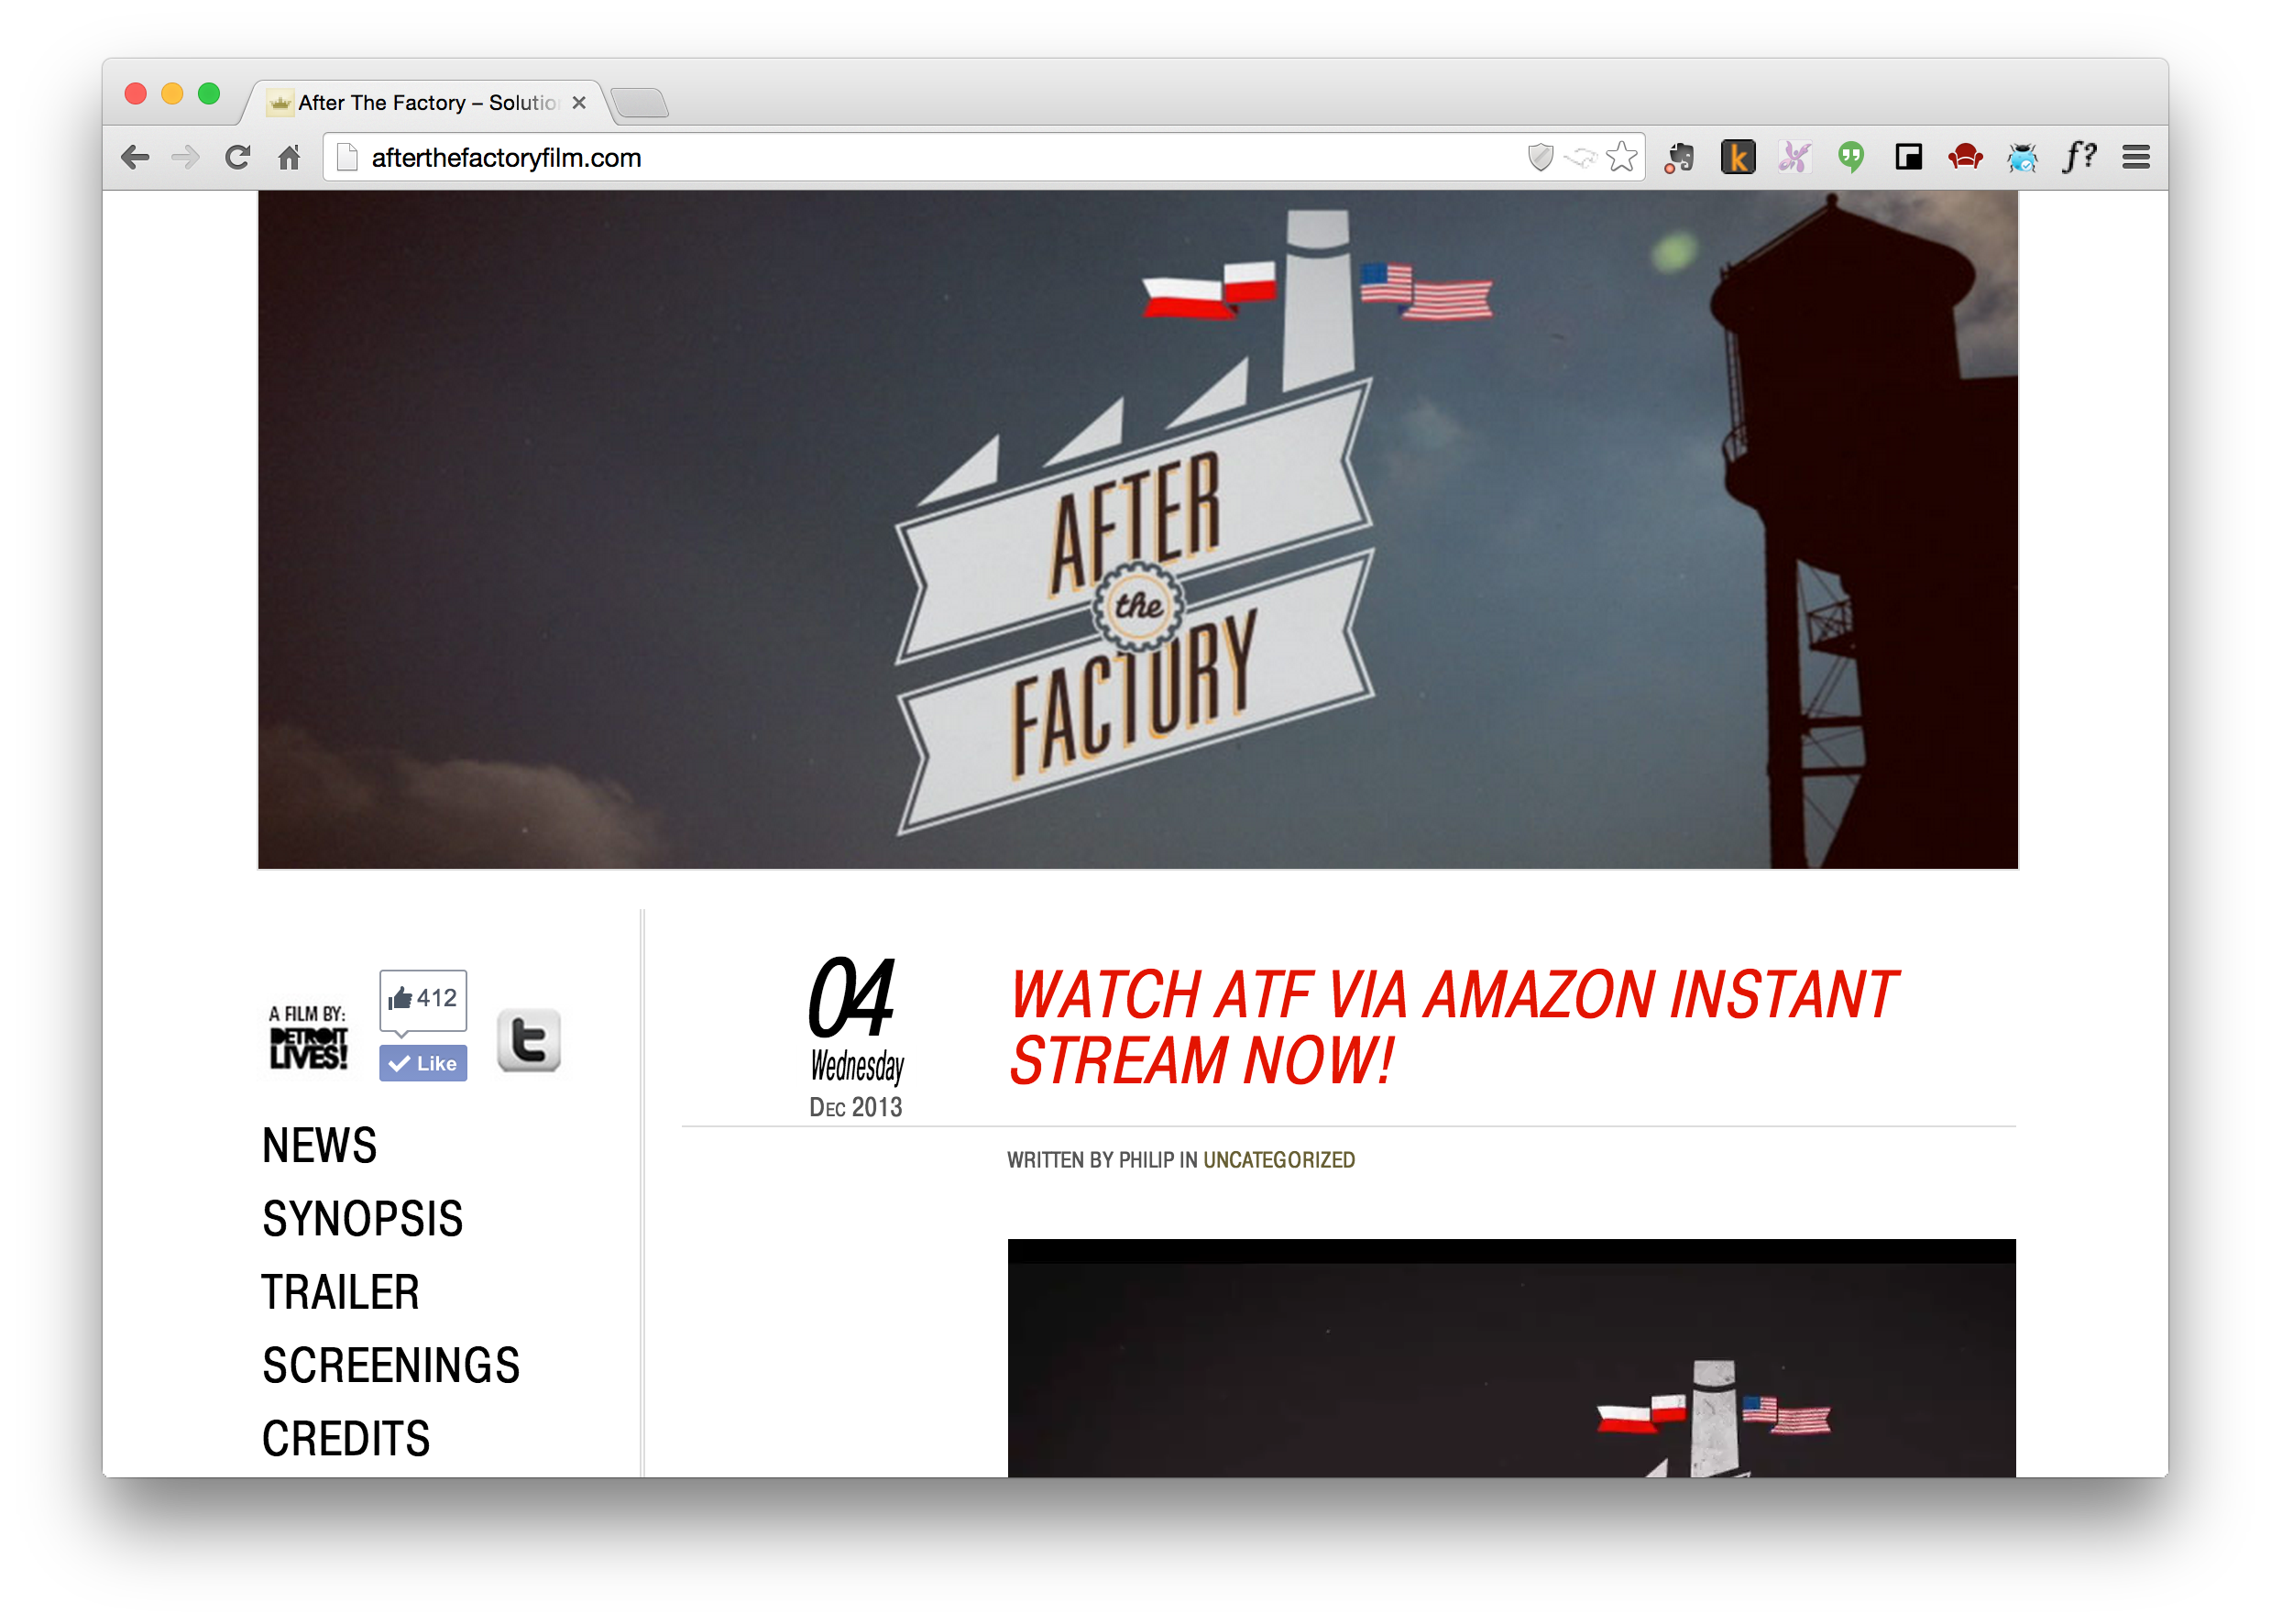 After The Factory – Solutio
afterthefactoryfilm.com
k
f?
AFTER
the
FACTORY
A FILM BY:
DETROIT
LIVES!
412
Like
t
NEWS
SYNOPSIS
TRAILER
SCREENINGS
CREDITS
04
Wednesday
Dec 2013
WATCH ATF VIA AMAZON INSTANT
STREAM NOW!
WRITTEN BY PHILIP IN UNCATEGORIZED